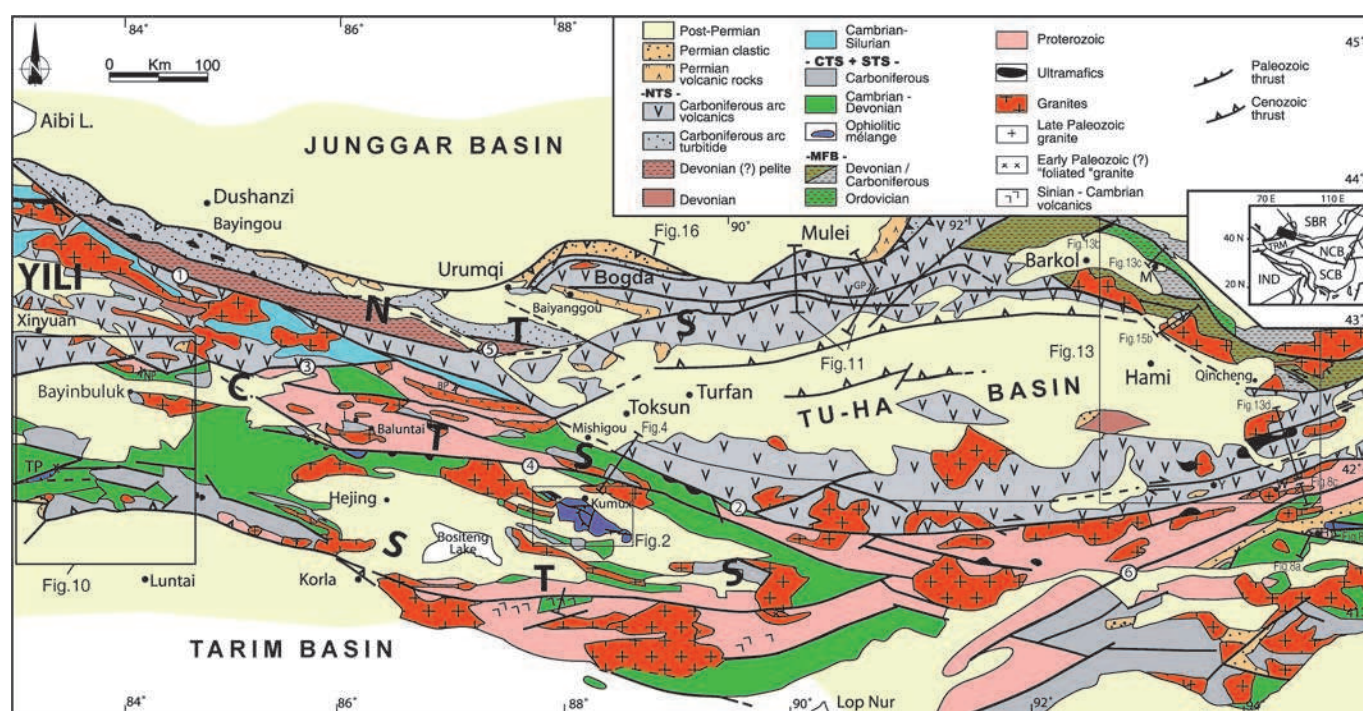 84°
86°
88°
Km
0
100
Aibi L.
JUNGGAR BASIN
Post-Permian
Permian clastic
Permian
volcanic rocks
-NTS -
Carboniferous arc
volcanics
Carboniferous arc
turbitide
Devonian (?) pelite
Devonian
Cambrian-
Silurian
- CTS + STS -
Carboniferous
Cambrian -
Devonian
Ophiolitic
mélange
-MFB -
Devonian /
Carboniferous
Ordovician
Proterozoic
Ultramafics
Granites
Late Paleozoic
granite
Early Paleozoic (?)
"foliated "granite
Sinian - Cambrian
volcanics
Paleozoic
thrust
Cenozoic
thrust
45°
44°
70 E
110 E
40 N
20 N
SBR
TRM
NCB
SCB
IND
Dushanzi
Bayingou
Fig.16
90°
Mulei
92°
Fig.13b
Barkol
Fig.13c
M
Urumqi
Bogda
GP
YILI
1
N
T
S
Baiyanggou
Xinyuan
5
Fig.11
Fig.15b
43°
3
NP
BP
Fig.13
Hami
Qincheng
Bayinbuluk
C
Turfan
TU-HA
BASIN
Toksun
Fig.13d
Baluntai
T
Mishigou
Fig.4
S
TP
4
42°
Y
Fig.8c
Hejing
Kumux
2
Bositeng
Lake
S
Fig.2
T
S
6
Fig.8a
Fig.10
Luntai
Korla
TARIM BASIN
84°
86°
88°
90°
Lop Nur
92°
94°